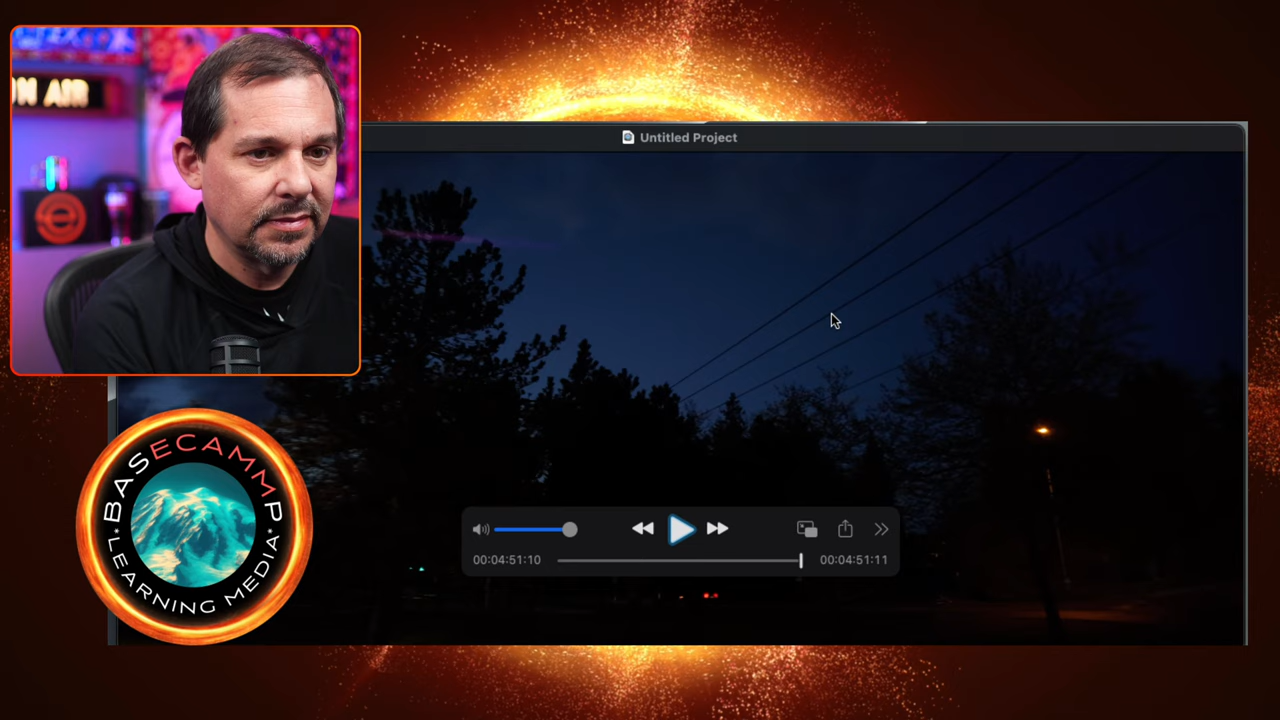 ON AIR
Untitled Project
00:04:51:10
00:04:51:11
BASECAMMP
LEARNING MEDIA